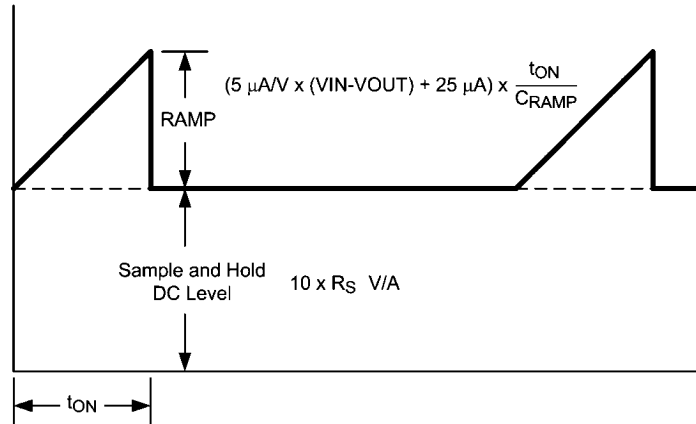 (5 µA/V x (VIN-VOUT) + 25 µA) x tON
CRAMP
RAMP
Sample and Hold
DC Level
10 x RS V/A
tON